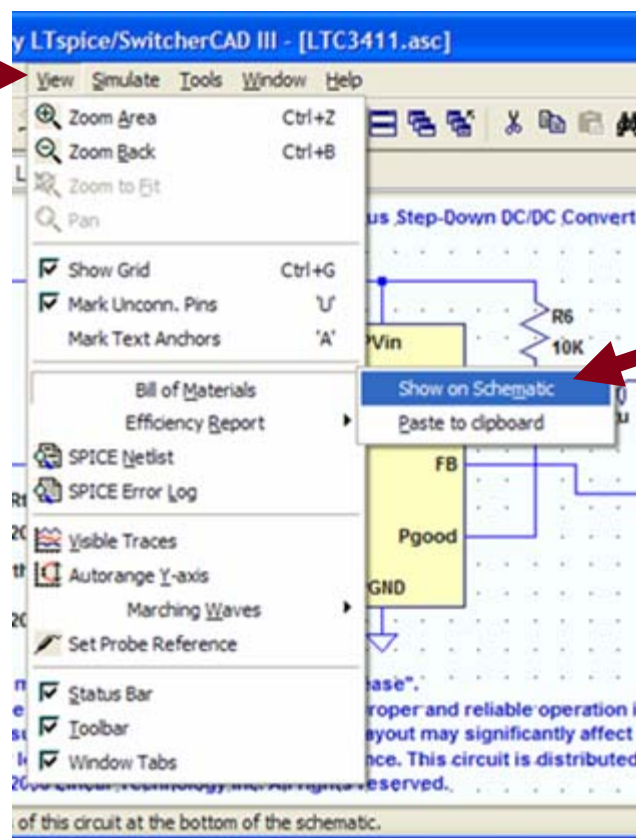 y LTspice/SwitcherCAD III - [LTC3411.asc]
View Simulate Tools Window Help
Zoom Area Ctrl+Z
Zoom Back Ctrl+B
Zoom to Fit
Pan
us Step-Down DC/DC Convert
Show Grid Ctrl+G
Mark Unconn. Pins 'U'
Mark Text Anchors 'A'
PVin
R6
10K
Bill of Materials
Show on Schematic
Efficiency Report
Paste to clipboard
SPICE Netlist
FB
SPICE Error Log
Visible Traces
Pgood
Autorange Y-axis
GND
Marching Waves
Set Probe Reference
Status Bar
ease".
roper and reliable operation i
Toolbar
ayout may significantly affect
Window Tabs
nce. This circuit is distributed
eserved.
of this circuit at the bottom of the schematic.